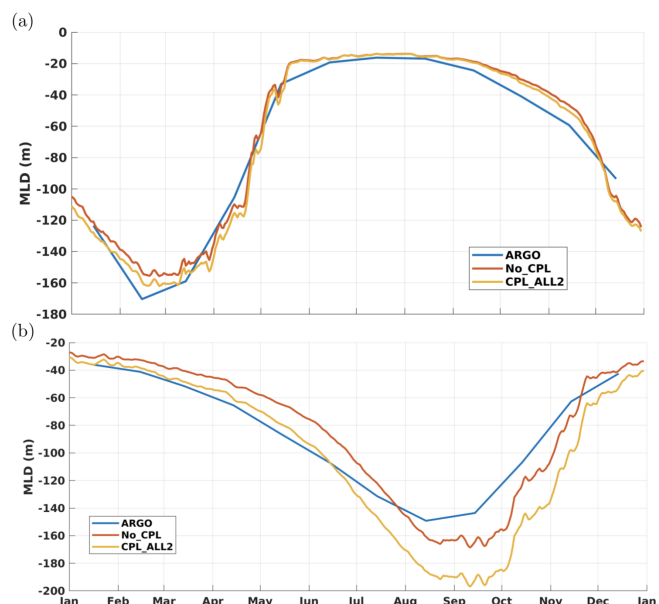 (a)
0
-20
-40
-60
-80
-100
-120
-140
-160
-180
MLD (m)
ARGO
No_CPL
CPL_ALL2
(b)
-20
-40
-60
-80
-100
-120
-140
-160
-180
-200
MLD (m)
ARGO
No_CPL
CPL_ALL2
Jan Feb Mar Apr May Jun Jul Aug Sep Oct Nov Dec Jan